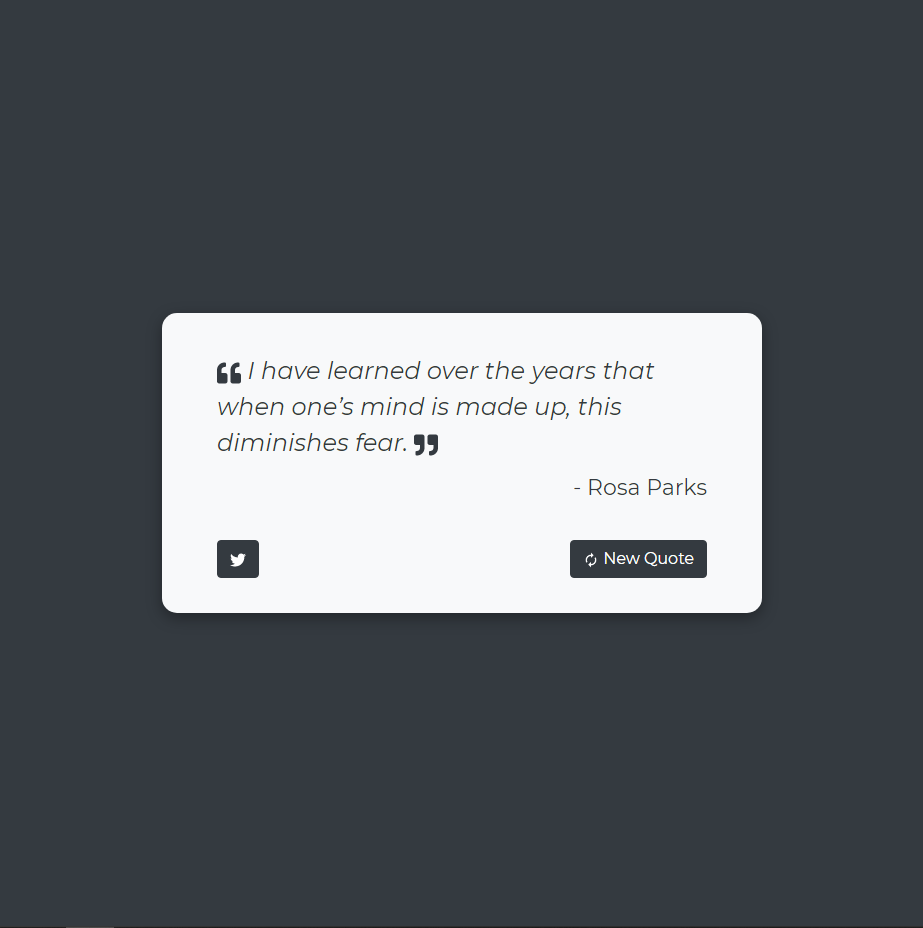 ❝ I have learned over the years that
when one’s mind is made up, this
diminishes fear. ❞
- Rosa Parks
New Quote